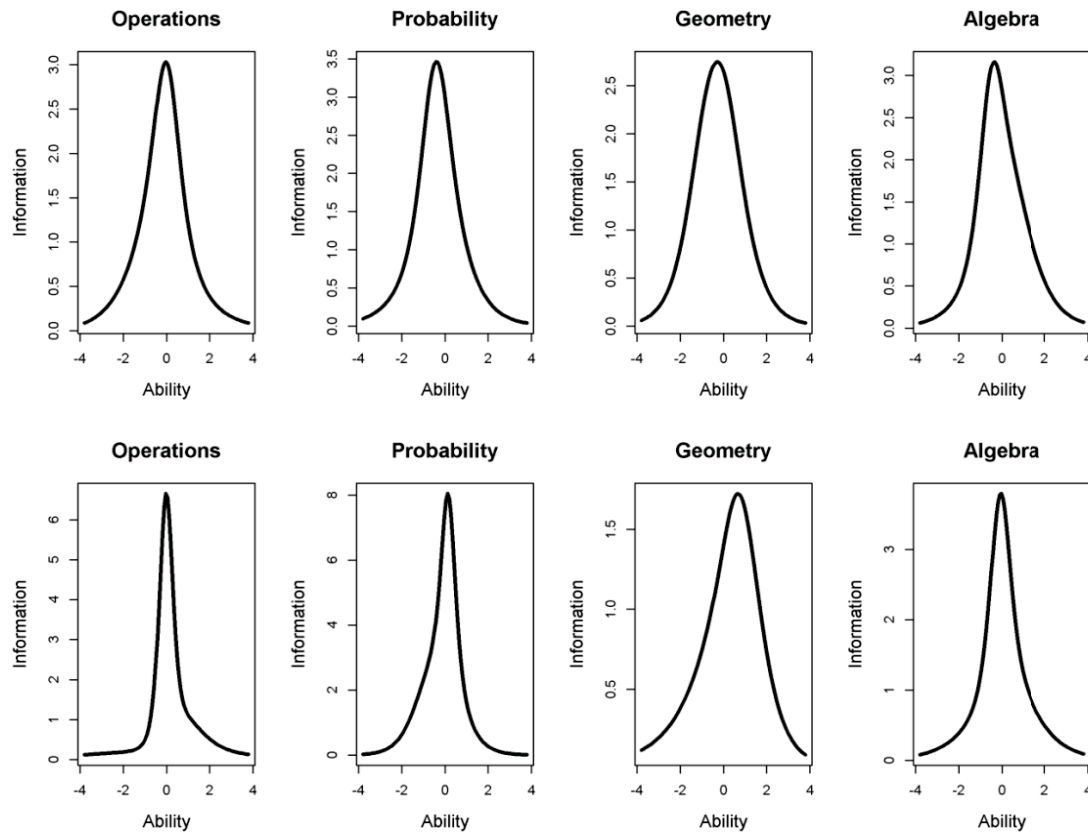 Operations Probability Geometry Algebra
Information 0.0 0.5 1.0 1.5 2.0 2.5 3.0
Information 0.0 0.5 1.0 1.5 2.0 2.5 3.0 3.5
Information 0.0 0.5 1.0 1.5 2.0 2.5
Information 0.0 0.5 1.0 1.5 2.0 2.5 3.0
-4 -2 0 2 4 -4 -2 0 2 4 -4 -2 0 2 4 -4 -2 0 2 4
Ability Ability Ability Ability
Operations Probability Geometry Algebra
Information 0 1 2 3 4 5 6
Information 0 2 4 6 8
Information 0.5 1.0 1.5
Information 0 1 2 3
-4 -2 0 2 4 -4 -2 0 2 4 -4 -2 0 2 4 -4 -2 0 2 4
Ability Ability Ability Ability